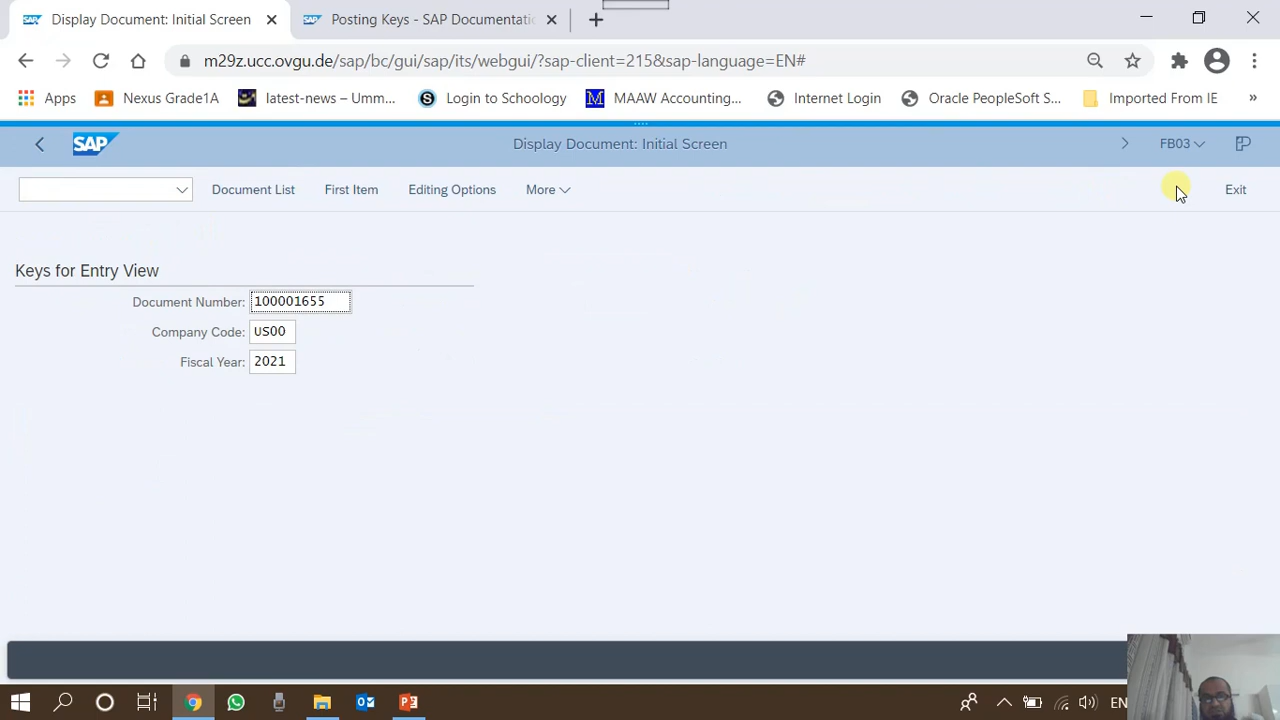 Display Document: Initial Screen
Posting Keys - SAP Documentatic
m29z.ucc.ovgu.de/sap/bc/gui/sap/its/webgui/?sap-client=215&sap-language=EN#
Apps
Nexus Grade1A
latest-news – Umm...
Login to Schoology
MAAW Accounting...
Internet Login
Oracle PeopleSoft S...
Imported From IE
»
SAP
Display Document: Initial Screen
FB03
Document List
First Item
Editing Options
More
Exit
Keys for Entry View
Document Number: 100001655
Company Code: US00
Fiscal Year: 2021
EN